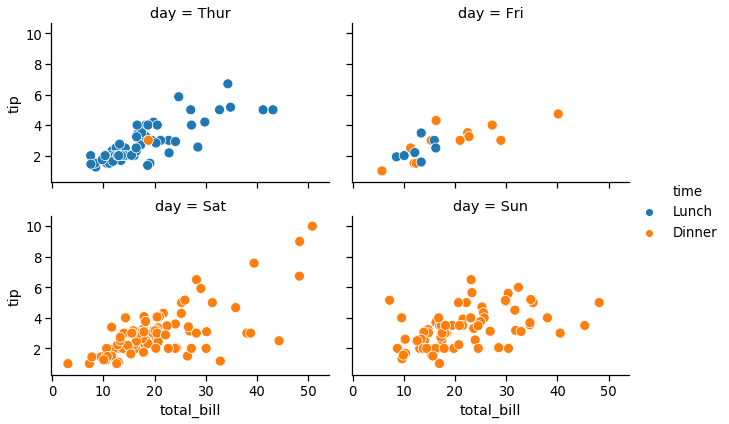 day = Thur
day = Fri
10
8
6
4
2
tip
day = Sat
day = Sun
10
8
6
4
2
tip
0 10 20 30 40 50
0 10 20 30 40 50
total_bill
total_bill
time
Lunch
Dinner